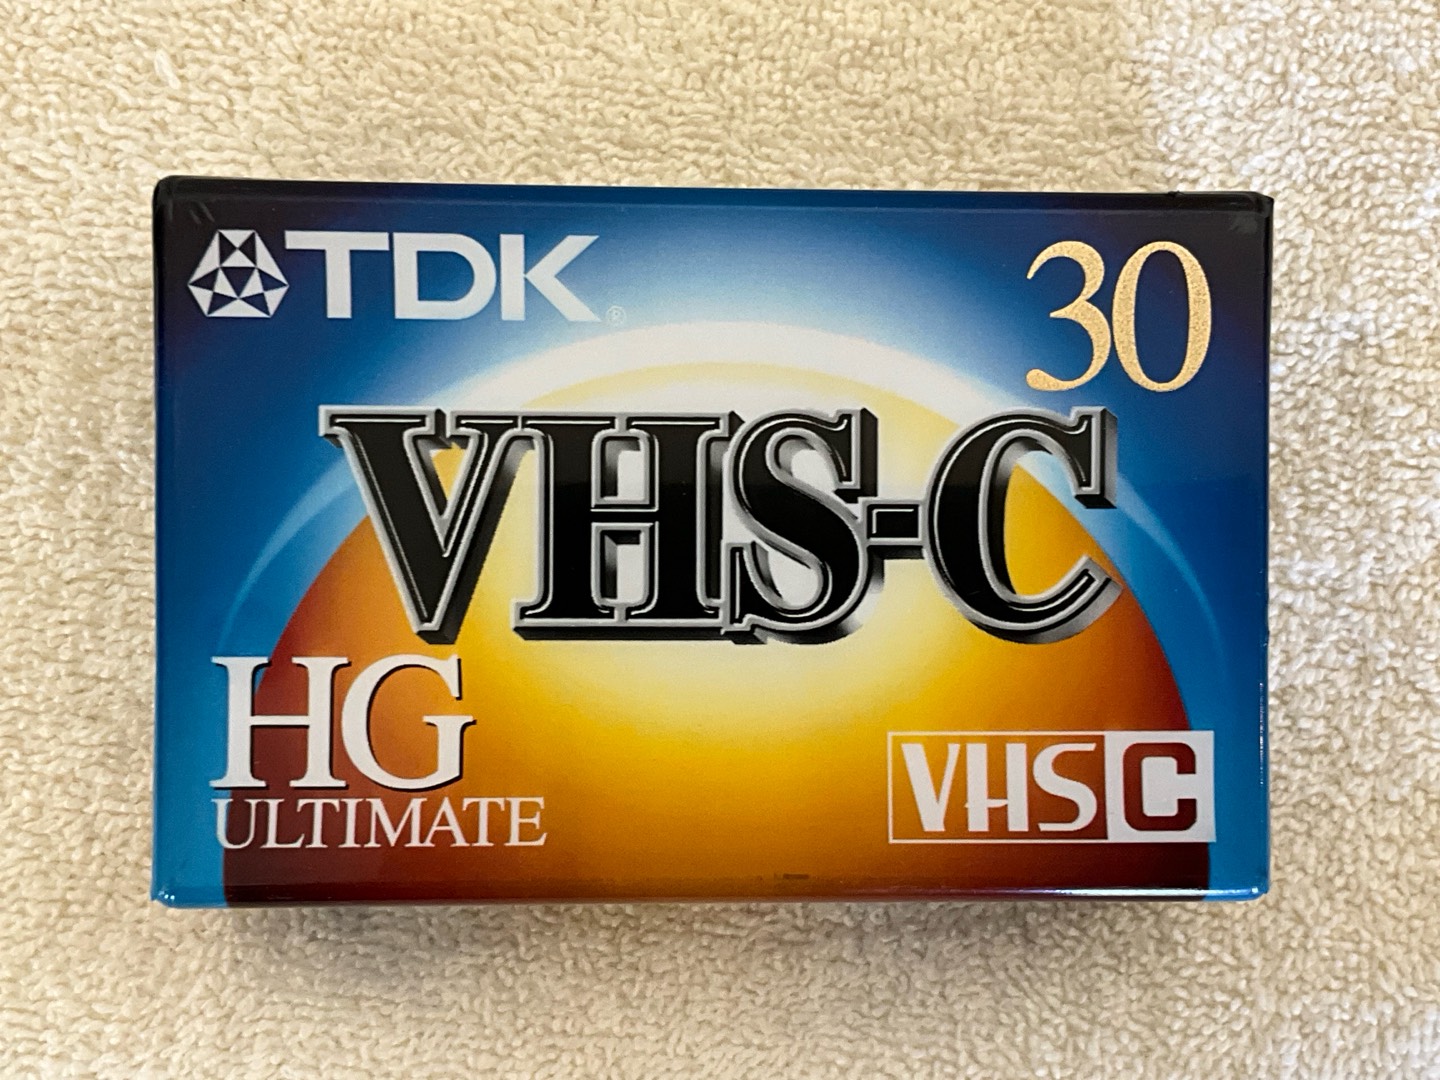 TDK®
30
VHS-C
HG
ULTIMATE
VHS C